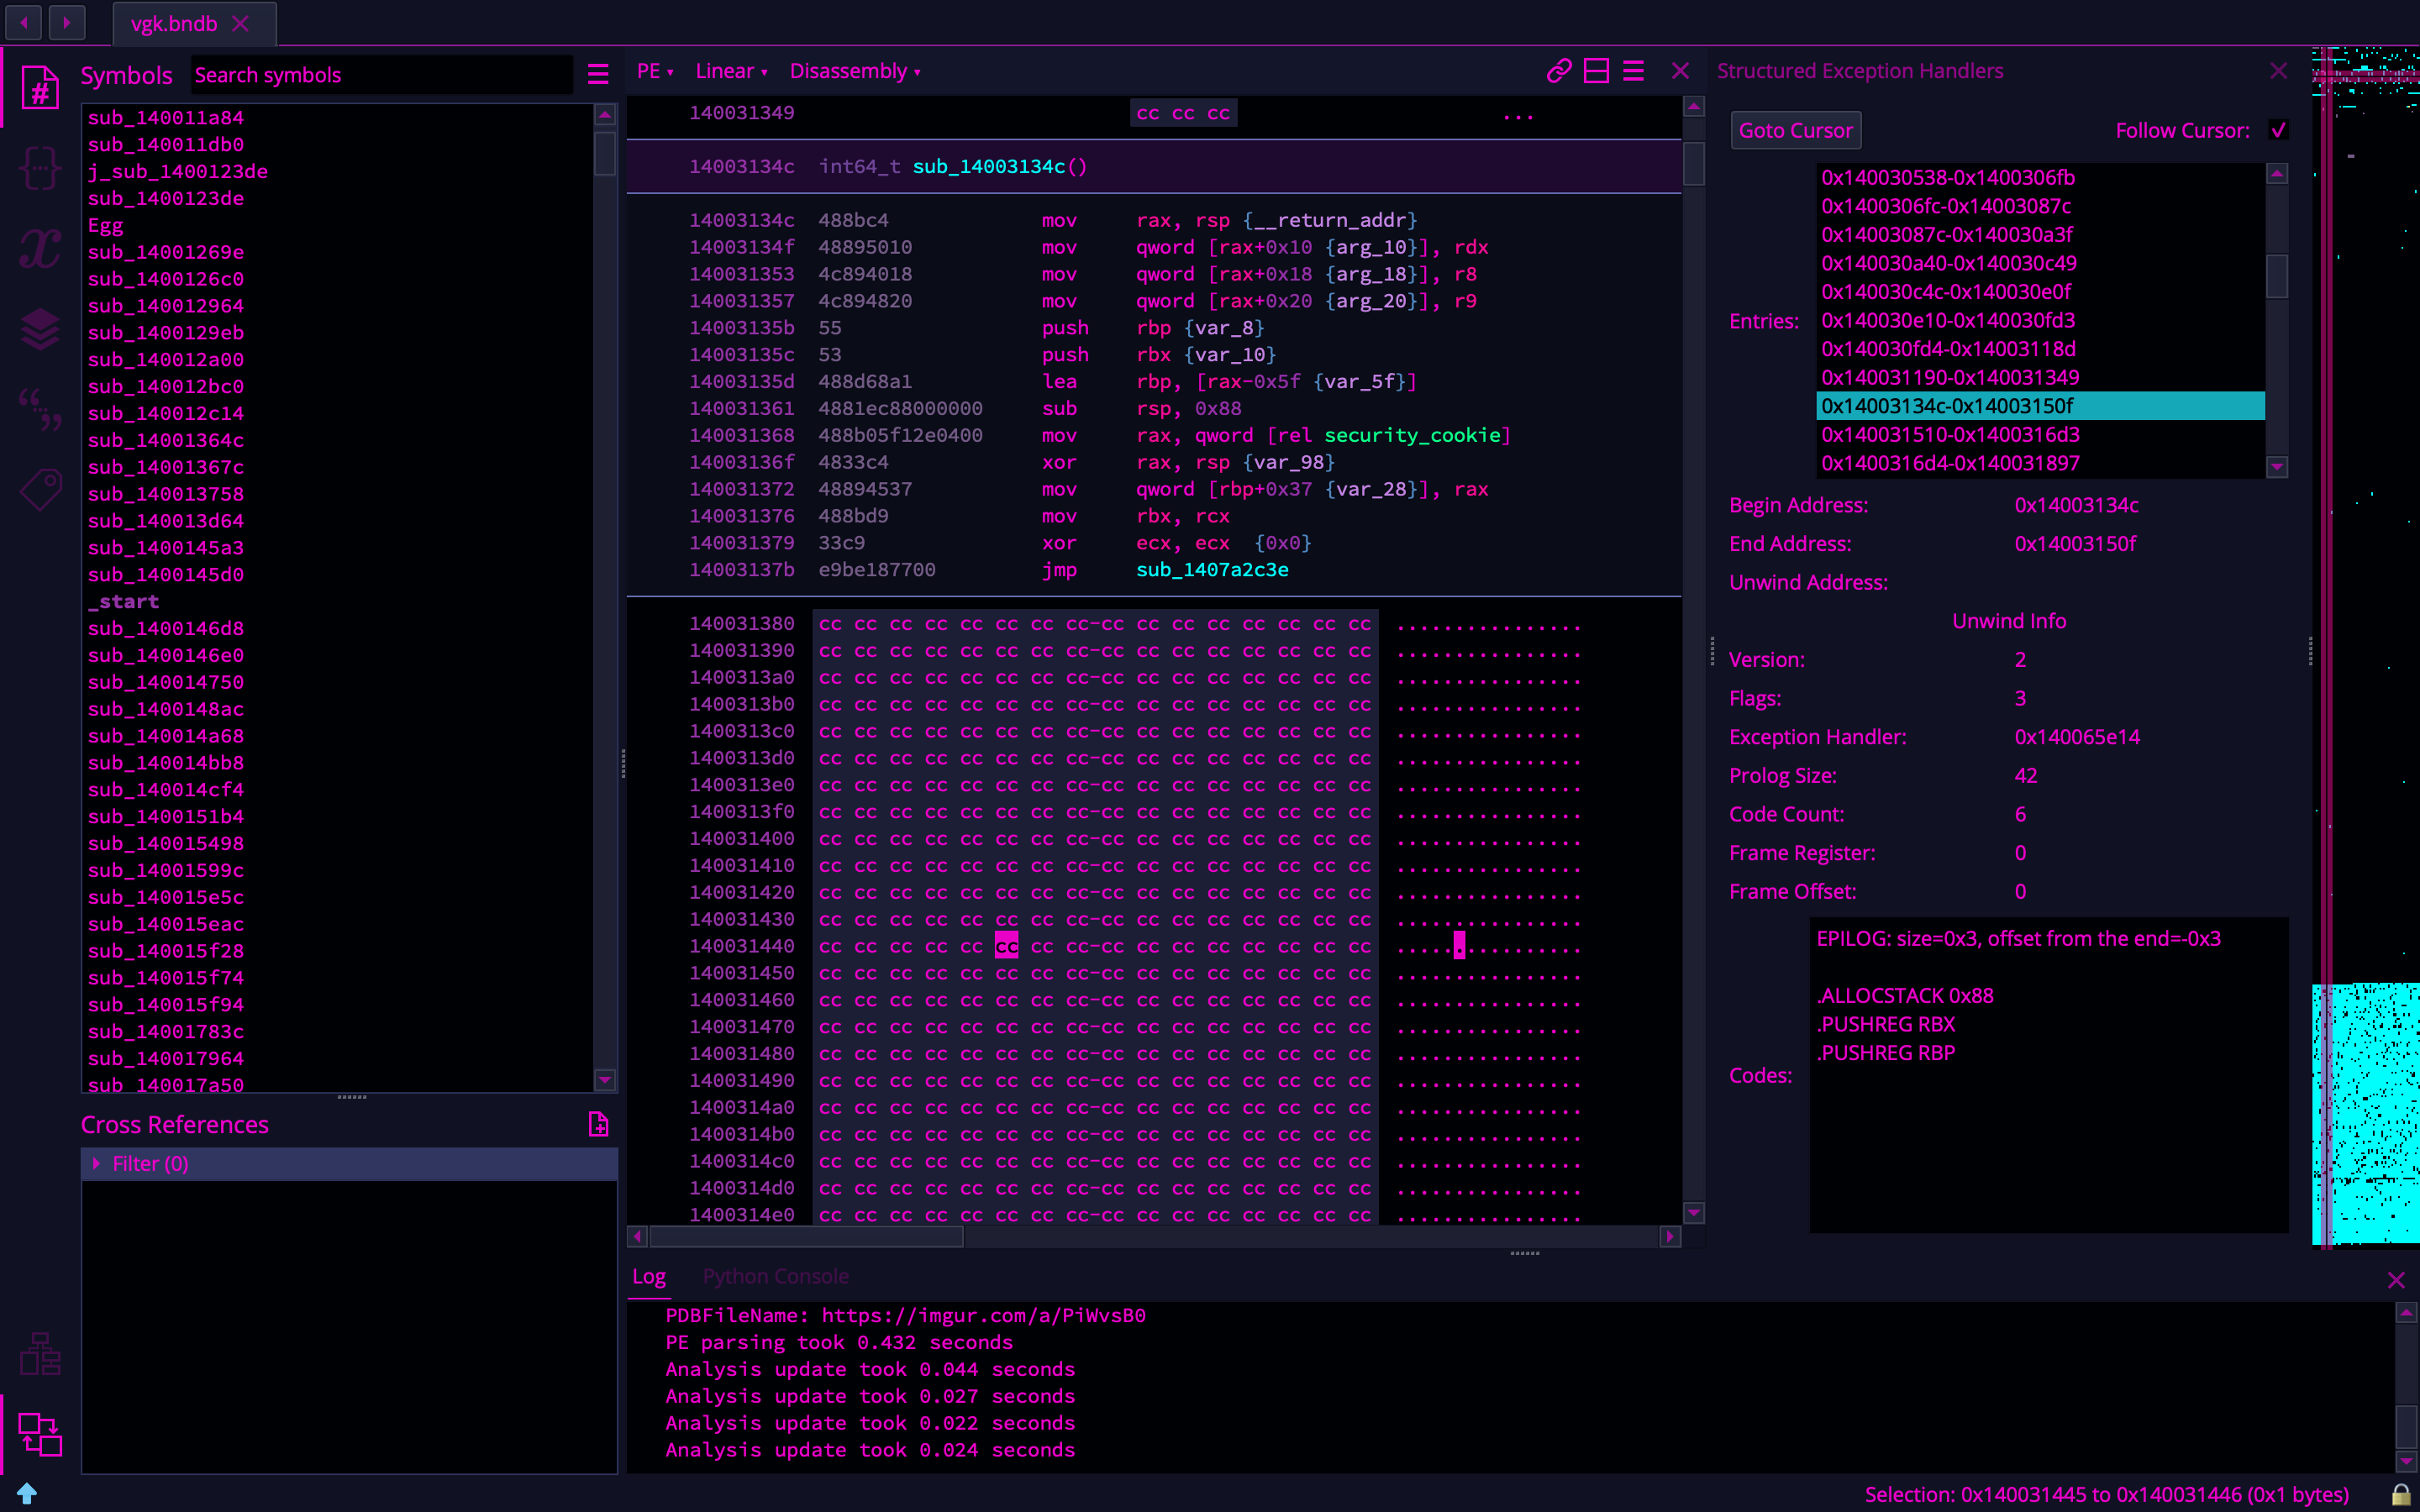 vgk.bndb
Symbols
Search symbols
sub_140011a84
sub_140011db0
j_sub_1400123de
sub_1400123de
Egg
sub_14001269e
sub_1400126c0
sub_140012964
sub_1400129eb
sub_140012a00
sub_140012bc0
sub_140012c14
sub_14001364c
sub_14001367c
sub_140013758
sub_140013d64
sub_1400145a3
sub_1400145d0
_start
sub_1400146d8
sub_1400146e0
sub_140014750
sub_1400148ac
sub_140014a68
sub_140014bb8
sub_140014cf4
sub_1400151b4
sub_140015498
sub_14001599c
sub_140015e5c
sub_140015eac
sub_140015f28
sub_140015f74
sub_140015f94
sub_14001783c
sub_140017964
sub_140017a50
Cross References
Filter (0)
PE ▾ Linear ▾ Disassembly ▾
140031349 cc cc cc ...
14003134c int64_t sub_14003134c()
14003134c 488bc4 mov rax, rsp {__return_addr}
14003134f 48895010 mov qword [rax+0x10 {arg_10}], rdx
140031353 4c894018 mov qword [rax+0x18 {arg_18}], r8
140031357 4c894820 mov qword [rax+0x20 {arg_20}], r9
14003135b 55 push rbp {var_8}
14003135c 53 push rbx {var_10}
14003135d 488d68a1 lea rbp, [rax-0x5f {var_5f}]
140031361 4881ec88000000 sub rsp, 0x88
140031368 488b05f12e0400 mov rax, qword [rel security_cookie]
14003136f 4833c4 xor rax, rsp {var_98}
140031372 48894537 mov qword [rbp+0x37 {var_28}], rax
140031376 488bd9 mov rbx, rcx
140031379 33c9 xor ecx, ecx {0x0}
14003137b e9be187700 jmp sub_1407a2c3e
140031380 cc cc cc cc cc cc cc cc-cc cc cc cc cc cc cc cc ................
140031390 cc cc cc cc cc cc cc cc-cc cc cc cc cc cc cc cc ................
1400313a0 cc cc cc cc cc cc cc cc-cc cc cc cc cc cc cc cc ................
1400313b0 cc cc cc cc cc cc cc cc-cc cc cc cc cc cc cc cc ................
1400313c0 cc cc cc cc cc cc cc cc-cc cc cc cc cc cc cc cc ................
1400313d0 cc cc cc cc cc cc cc cc-cc cc cc cc cc cc cc cc ................
1400313e0 cc cc cc cc cc cc cc cc-cc cc cc cc cc cc cc cc ................
1400313f0 cc cc cc cc cc cc cc cc-cc cc cc cc cc cc cc cc ................
140031400 cc cc cc cc cc cc cc cc-cc cc cc cc cc cc cc cc ................
140031410 cc cc cc cc cc cc cc cc-cc cc cc cc cc cc cc cc ................
140031420 cc cc cc cc cc cc cc cc-cc cc cc cc cc cc cc cc ................
140031430 cc cc cc cc cc cc cc cc-cc cc cc cc cc cc cc cc ................
140031440 cc cc cc cc cc cc cc cc-cc cc cc cc cc cc cc cc ................
140031450 cc cc cc cc cc cc cc cc-cc cc cc cc cc cc cc cc ................
140031460 cc cc cc cc cc cc cc cc-cc cc cc cc cc cc cc cc ................
140031470 cc cc cc cc cc cc cc cc-cc cc cc cc cc cc cc cc ................
140031480 cc cc cc cc cc cc cc cc-cc cc cc cc cc cc cc cc ................
140031490 cc cc cc cc cc cc cc cc-cc cc cc cc cc cc cc cc ................
1400314a0 cc cc cc cc cc cc cc cc-cc cc cc cc cc cc cc cc ................
1400314b0 cc cc cc cc cc cc cc cc-cc cc cc cc cc cc cc cc ................
1400314c0 cc cc cc cc cc cc cc cc-cc cc cc cc cc cc cc cc ................
1400314d0 cc cc cc cc cc cc cc cc-cc cc cc cc cc cc cc cc ................
1400314e0 cc cc cc cc cc cc cc cc-cc cc cc cc cc cc cc cc ................
Structured Exception Handlers
Goto Cursor Follow Cursor: ✓
Entries:
0x140030538-0x1400306fb
0x1400306fc-0x14003087c
0x14003087c-0x140030a3f
0x140030a40-0x140030c49
0x140030c4c-0x140030e0f
0x140030e10-0x140030fd3
0x140030fd4-0x14003118d
0x140031190-0x140031349
0x14003134c-0x14003150f
0x140031510-0x1400316d3
0x1400316d4-0x140031897
Begin Address: 0x14003134c
End Address: 0x14003150f
Unwind Address:
Unwind Info
Version: 2
Flags: 3
Exception Handler: 0x140065e14
Prolog Size: 42
Code Count: 6
Frame Register: 0
Frame Offset: 0
Codes:
EPILOG: size=0x3, offset from the end=-0x3
.ALLOCSTACK 0x88
.PUSHREG RBX
.PUSHREG RBP
Log Python Console
PDBFileName: https://imgur.com/a/PiWvsB0
PE parsing took 0.432 seconds
Analysis update took 0.044 seconds
Analysis update took 0.027 seconds
Analysis update took 0.022 seconds
Analysis update took 0.024 seconds
Selection: 0x140031445 to 0x140031446 (0x1 bytes)